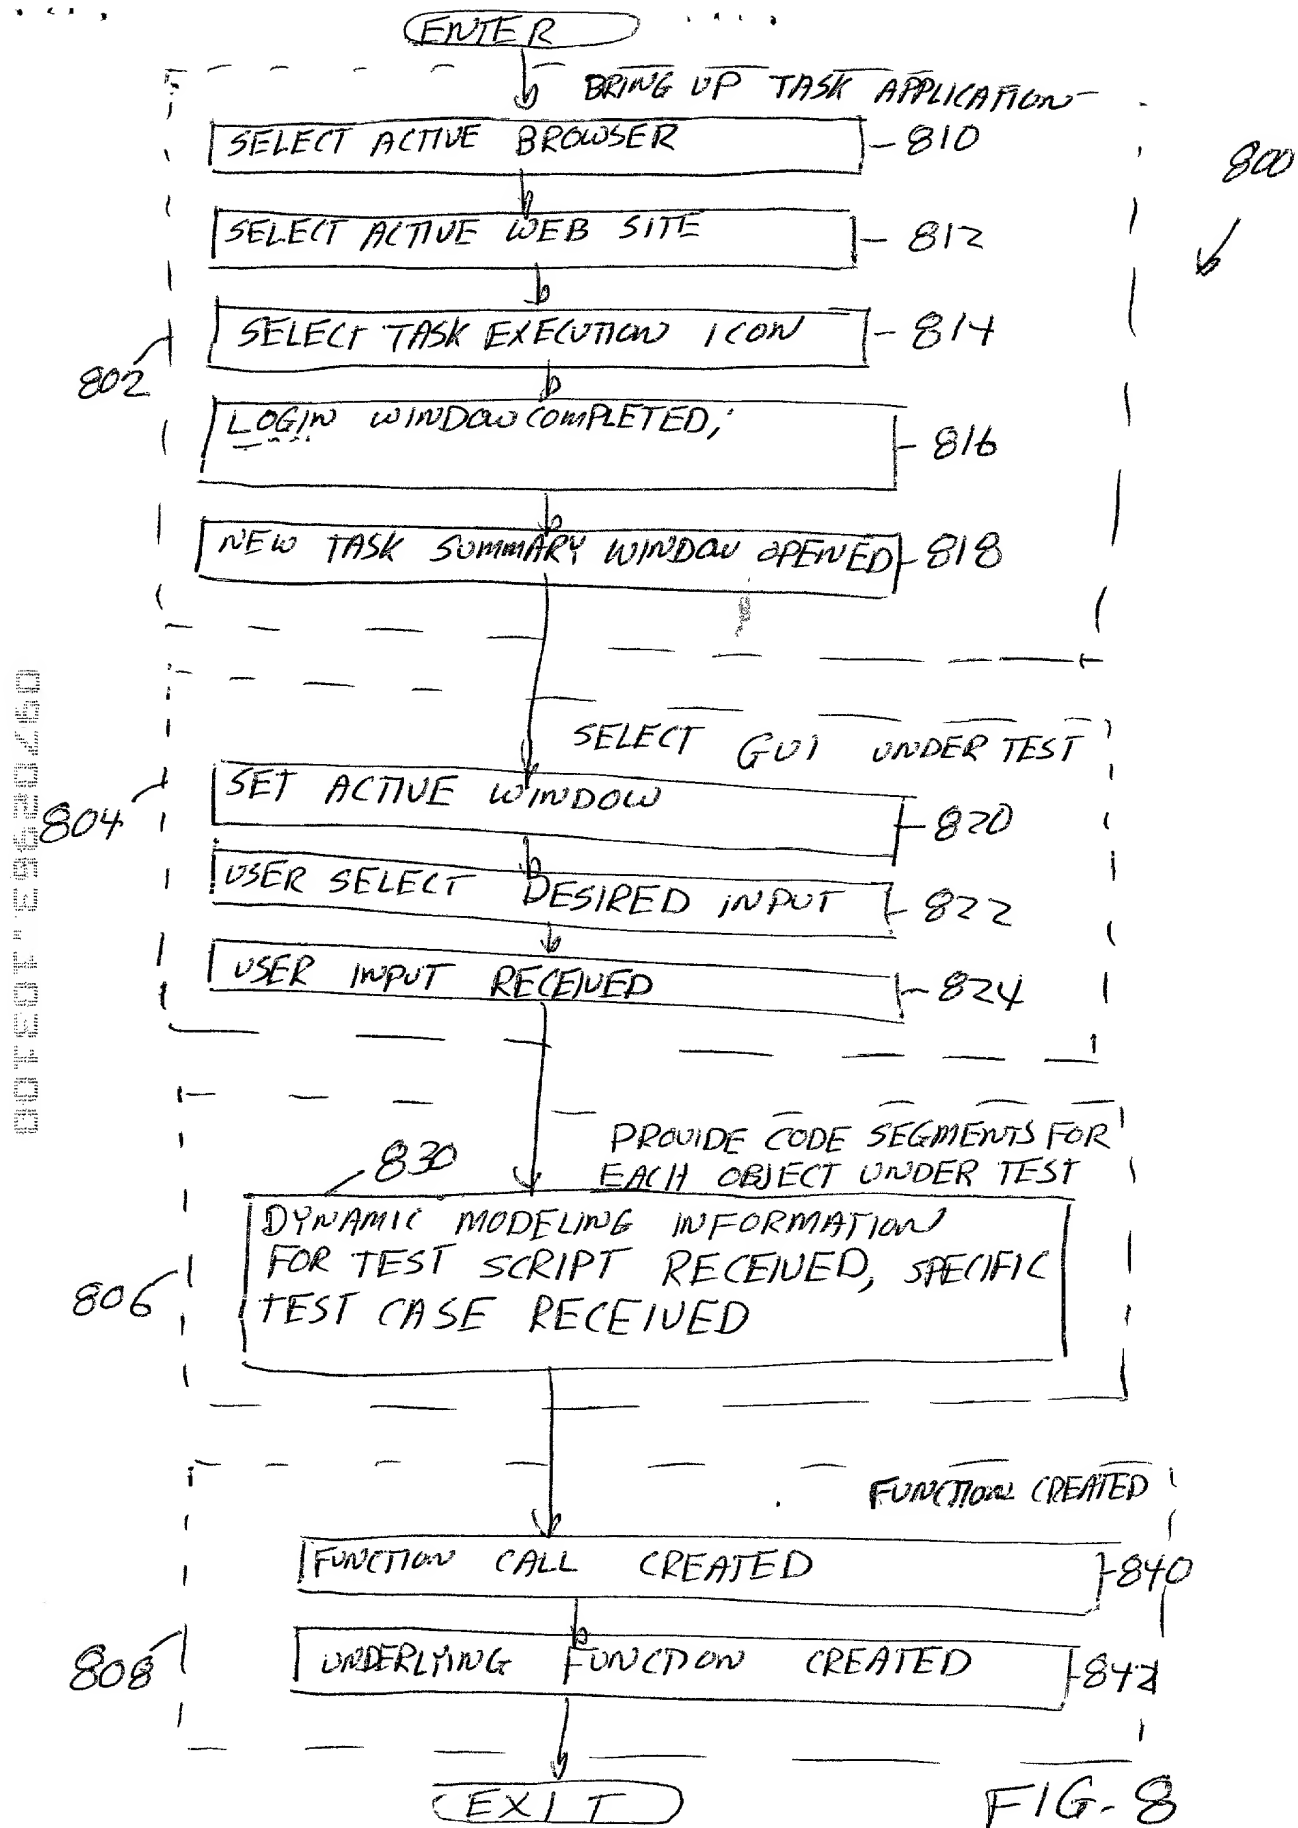 ENTER
BRING UP TASK APPLICATION
SELECT ACTIVE BROWSER
810
800
SELECT ACTIVE WEB SITE
812
SELECT TASK EXECUTION ICON
814
802
LOGIN WINDOW COMPLETED;
816
NEW TASK SUMMARY WINDOW OPENED
818
SELECT GUI UNDER TEST
SET ACTIVE WINDOW
820
804
USER SELECT DESIRED INPUT
822
USER INPUT RECEIVED
824
PROVIDE CODE SEGMENTS FOR
EACH OBJECT UNDER TEST
830
DYNAMIC MODELING INFORMATION
FOR TEST SCRIPT RECEIVED, SPECIFIC
TEST CASE RECEIVED
806
FUNCTION CREATED
FUNCTION CALL CREATED
840
UNDERLYING FUNCTION CREATED
808
EXIT
FIG. 8